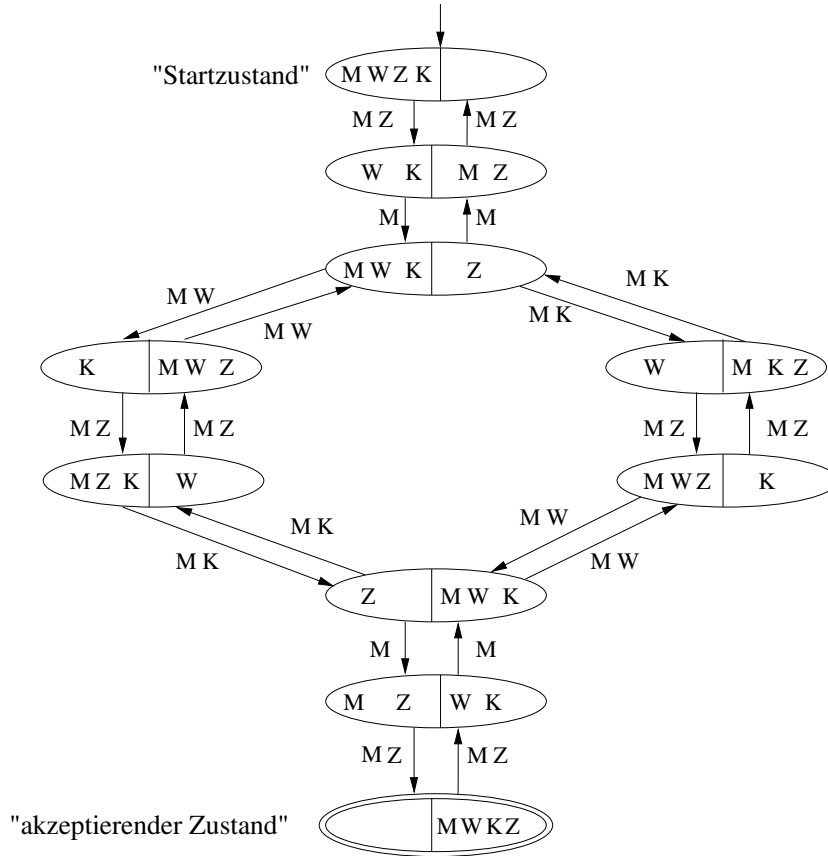 "Startzustand" M W Z K
M Z M Z
W K M Z
M M
M W K Z
M W M K
M W M K
K M W Z W M K Z
M Z M Z M Z M Z
M Z K W M W Z K
M K M W
M K M W
Z M W K
M M
M Z W K
M Z M Z
"akzeptierender Zustand" M W K Z